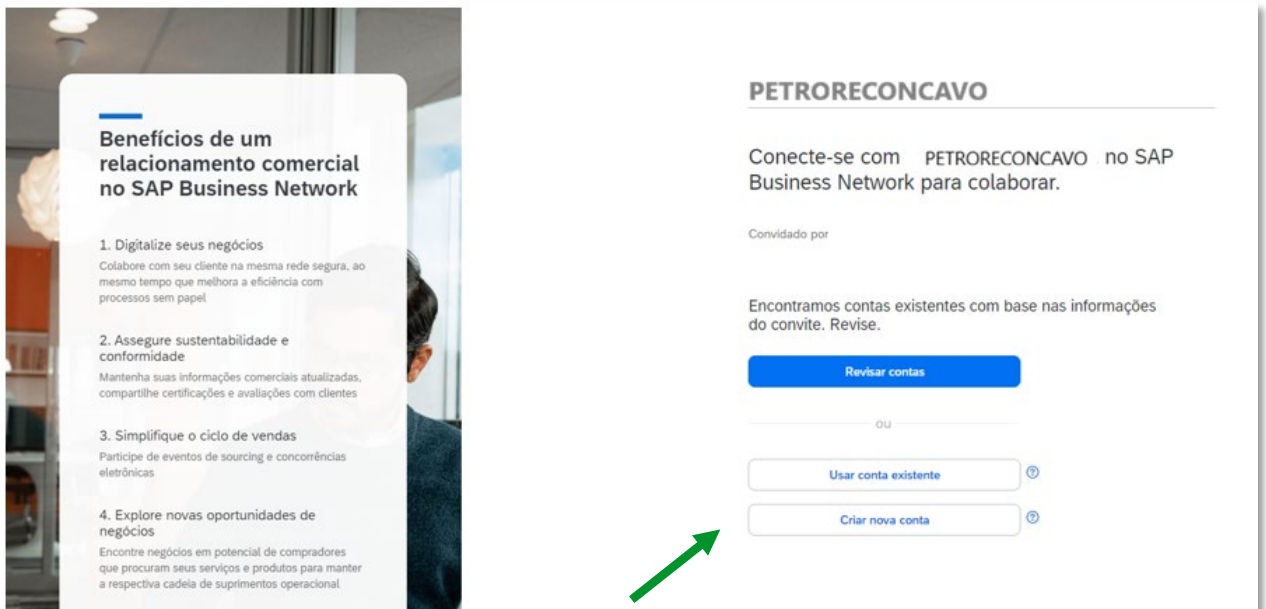 Benefícios de um
relacionamento comercial
no SAP Business Network
1. Digitalize seus negócios
Colabore com seu cliente na mesma rede segura, ao
mesmo tempo que melhora a eficiência com
processos sem papel
2. Assegure sustentabilidade e
conformidade
Mantenha suas informações comerciais atualizadas,
compartilhe certificações e avaliações com clientes
3. Simplifique o ciclo de vendas
Participe de eventos de sourcing e concorrências
eletrônicas
4. Explore novas oportunidades de
negócios
Encontre negócios em potencial de compradores
que procuram seus serviços e produtos para manter
a respectiva cadeia de suprimentos operacional
PETRORECONCAVO
Conecte-se com PETRORECONCAVO no SAP
Business Network para colaborar.
Convidado por
Encontramos contas existentes com base nas informações
do convite. Revise.
Revisar contas
ou
Usar conta existente
Criar nova conta